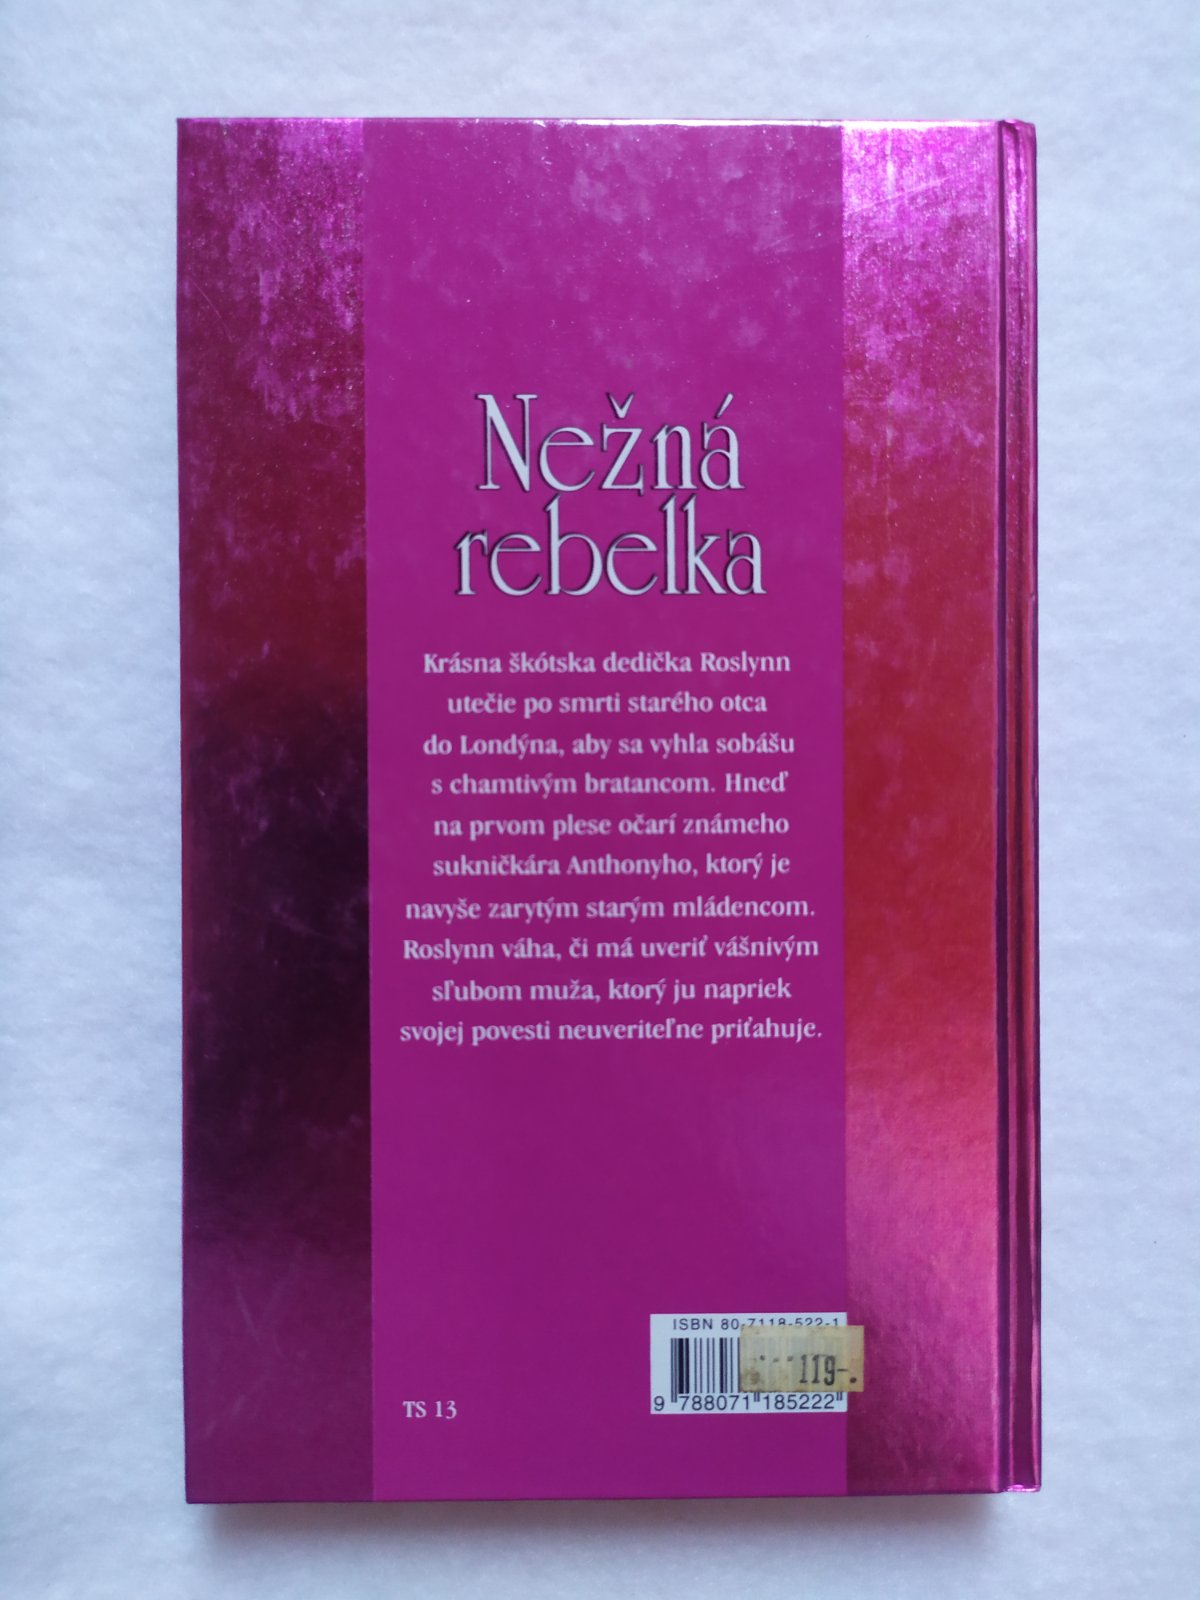 Nežná
rebelka
Krásna škótska dedička Roslynn
utečie po smrti starého otca
do Londýna, aby sa vyhla sobášu
s chamtivým bratancom. Hneď
na prvom plese očarí známeho
sukničkára Anthonyho, ktorý je
navyše zarytým starým mládencom.
Roslynn váha, či má uveriť vášnivým
sľubom muža, ktorý ju napriek
svojej povesti neuveriteľne priťahuje.
ISBN 80-7118-522-1
119-.
9 788071 185222
TS 13